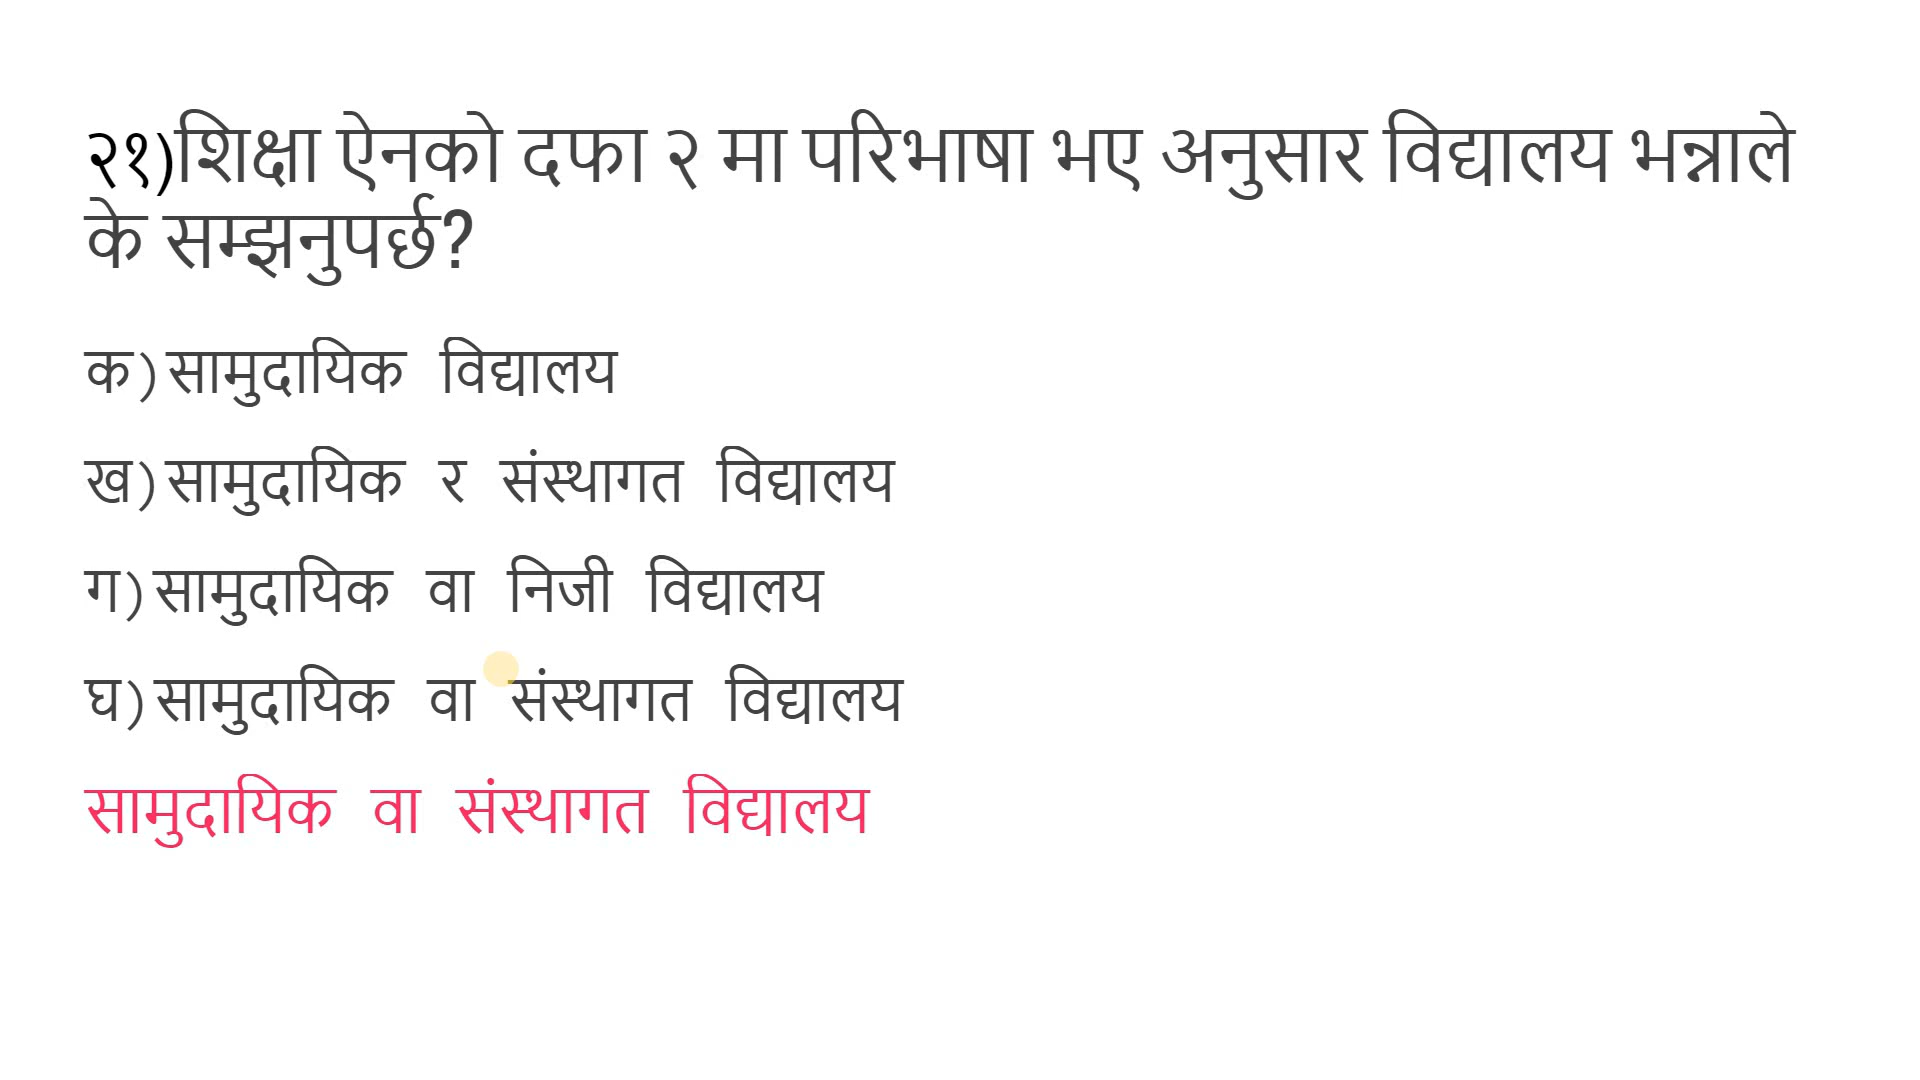 २१)शिक्षा ऐनको दफा २ मा परिभाषा भए अनुसार विद्यालय भन्नाले
के सम्झनुपर्छ?
क)सामुदायिक विद्यालय
ख)सामुदायिक र संस्थागत विद्यालय
ग)सामुदायिक वा निजी विद्यालय
घ)सामुदायिक वा संस्थागत विद्यालय
सामुदायिक वा संस्थागत विद्यालय